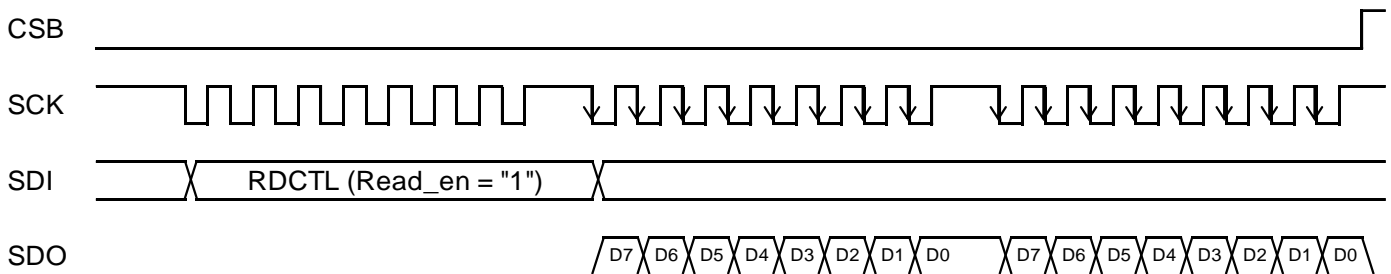 CSB
SCK
SDI RDCTL (Read_en = "1")
SDO D7 D6 D5 D4 D3 D2 D1 D0 D7 D6 D5 D4 D3 D2 D1 D0